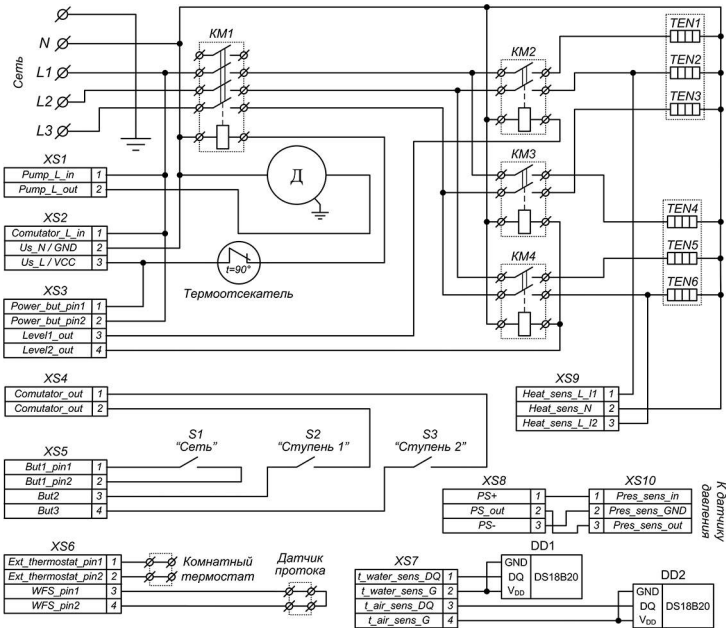 Сеть
N
L1
L2
L3
KM1
KM2
KM3
KM4
TEN1
TEN2
TEN3
TEN4
TEN5
TEN6
Д
t=90°
Термоотсекатель
XS1
Pump_L_in 1
Pump_L_out 2
XS2
Comutator_L_in 1
Us_N / GND 2
Us_L / VCC 3
XS3
Power_but_pin1 1
Power_but_pin2 2
Level1_out 3
Level2_out 4
XS4
Comutator_out 1
Comutator_out 2
XS5
But1_pin1 1
But1_pin2 2
But2 3
But3 4
S1
“Сеть”
S2
“Ступень 1”
S3
“Ступень 2”
XS9
Heat_sens_L_l1 1
Heat_sens_N 2
Heat_sens_L_l2 3
XS8
PS+ 1
PS_out 2
PS- 3
XS10
1 Pres_sens_in
2 Pres_sens_GND
3 Pres_sens_out
К датчику
давления
XS6
Ext_thermostat_pin1 1
Ext_thermostat_pin2 2
WFS_pin1 3
WFS_pin2 4
Комнатный
термостат
Датчик
протока
XS7
t_water_sens_DQ 1
t_water_sens_G 2
t_air_sens_DQ 3
t_air_sens_G 4
DD1
GND
DQ
VDD
DS18B20
DD2
GND
DQ
VDD
DS18B20